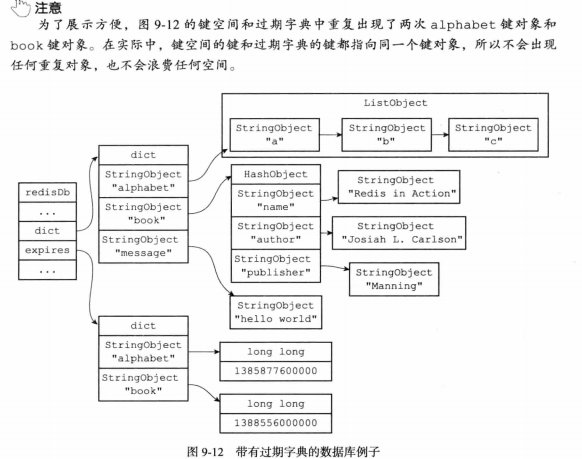 注意
为了展示方便，图 9-12 的键空间和过期字典中重复出现了两次 alphabet 键对象和
book 键对象。在实际中，键空间的键和过期字典的键都指向同一个键对象，所以不会出现
任何重复对象，也不会浪费任何空间。
ListObject
StringObject
"a"
StringObject
"b"
StringObject
"c"
redisDb
...
dict
expires
...
dict
StringObject
"alphabet"
StringObject
"book"
StringObject
"message"
HashObject
StringObject
"name"
StringObject
"author"
StringObject
"publisher"
StringObject
"Redis in Action"
StringObject
"Josiah L. Carlson"
StringObject
"Manning"
StringObject
"hello world"
dict
StringObject
"alphabet"
StringObject
"book"
long long
1385877600000
long long
1388556000000
图 9-12 带有过期字典的数据库例子